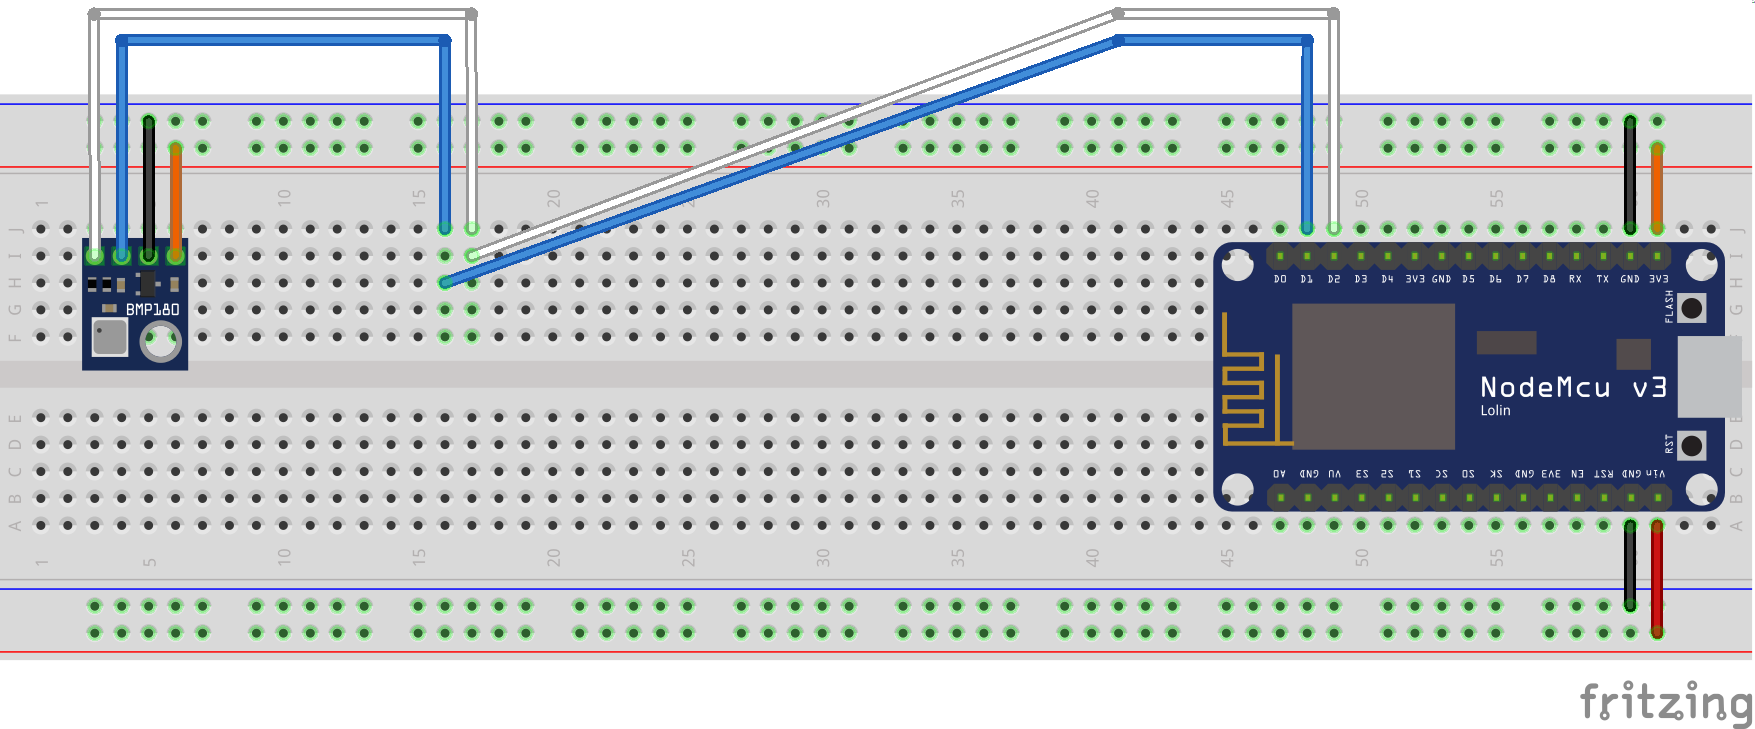 1 10 15 20 25 30 35 40 45 50 55
J J
I I
H H
G G
F
BMP180
D0 D1 D2 D3 D4 3V3 GND D5 D6 D7 D8 RX TX GND 3V3
FLASH
NodeMcu v3
Lolin
RST
A0 GND VU S3 S2 S1 SC S0 SK GND 3V3 EN RST GND Vin
E E
D D
C C
B B
A A
1 5 10 15 20 25 30 35 40 45 50 55
fritzing